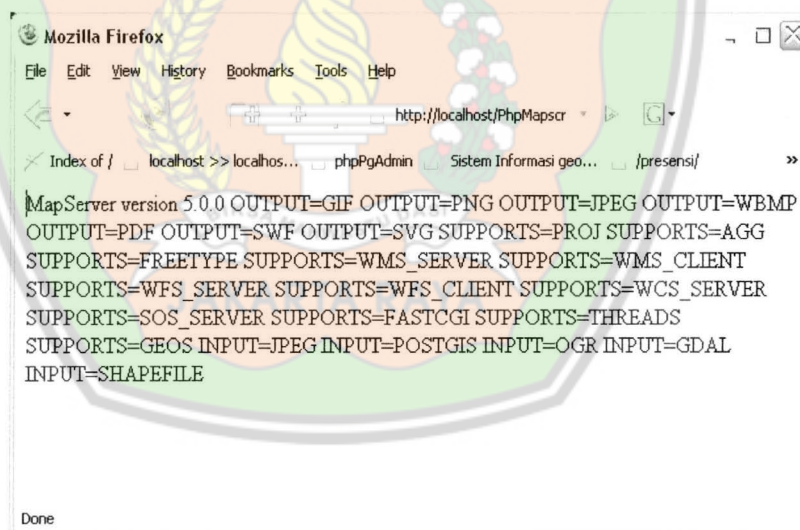 Mozilla Firefox
File Edit View History Bookmarks Tools Help
http://localhost/PhpMapscr
G
Index of / localhost >> localhos... phpPgAdmin Sistem Informasi geo... /presensi/ »
MapServer version 5.0.0 OUTPUT=GIF OUTPUT=PNG OUTPUT=JPEG OUTPUT=WBMP
OUTPUT=PDF OUTPUT=SWF OUTPUT=SVG SUPPORTS=PROJ SUPPORTS=AGG
SUPPORTS=FREETYPE SUPPORTS=WMS_SERVER SUPPORTS=WMS_CLIENT
SUPPORTS=WFS_SERVER SUPPORTS=WFS_CLIENT SUPPORTS=WCS_SERVER
JAKARTA RAYA
SUPPORTS=SOS_SERVER SUPPORTS=FASTCGI SUPPORTS=THREADS
SUPPORTS=GEOS INPUT=JPEG INPUT=POSTGIS INPUT=OGR INPUT=GDAL
INPUT=SHAPEFILE
Done